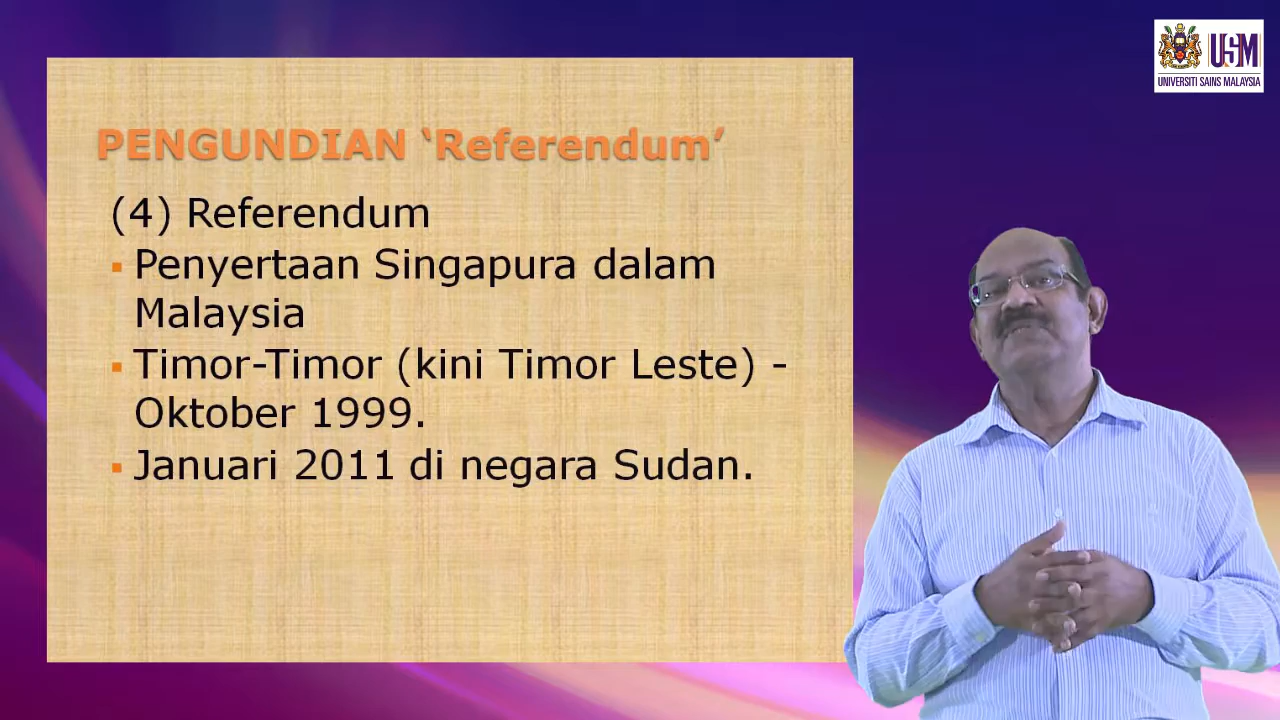 USM
UNIVERSITI SAINS MALAYSIA
PENGUNDIAN ‘Referendum’
(4) Referendum
▪ Penyertaan Singapura dalam
Malaysia
▪ Timor-Timor (kini Timor Leste) -
Oktober 1999.
▪ Januari 2011 di negara Sudan.